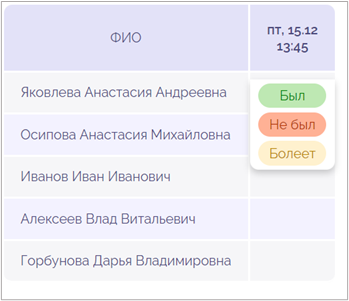 ФИО
пт, 15.12
13:45
Яковлева Анастасия Андреевна
Был
Осипова Анастасия Михайловна
Не был
Болеет
Иванов Иван Иванович
Алексеев Влад Витальевич
Горбунова Дарья Владимировна